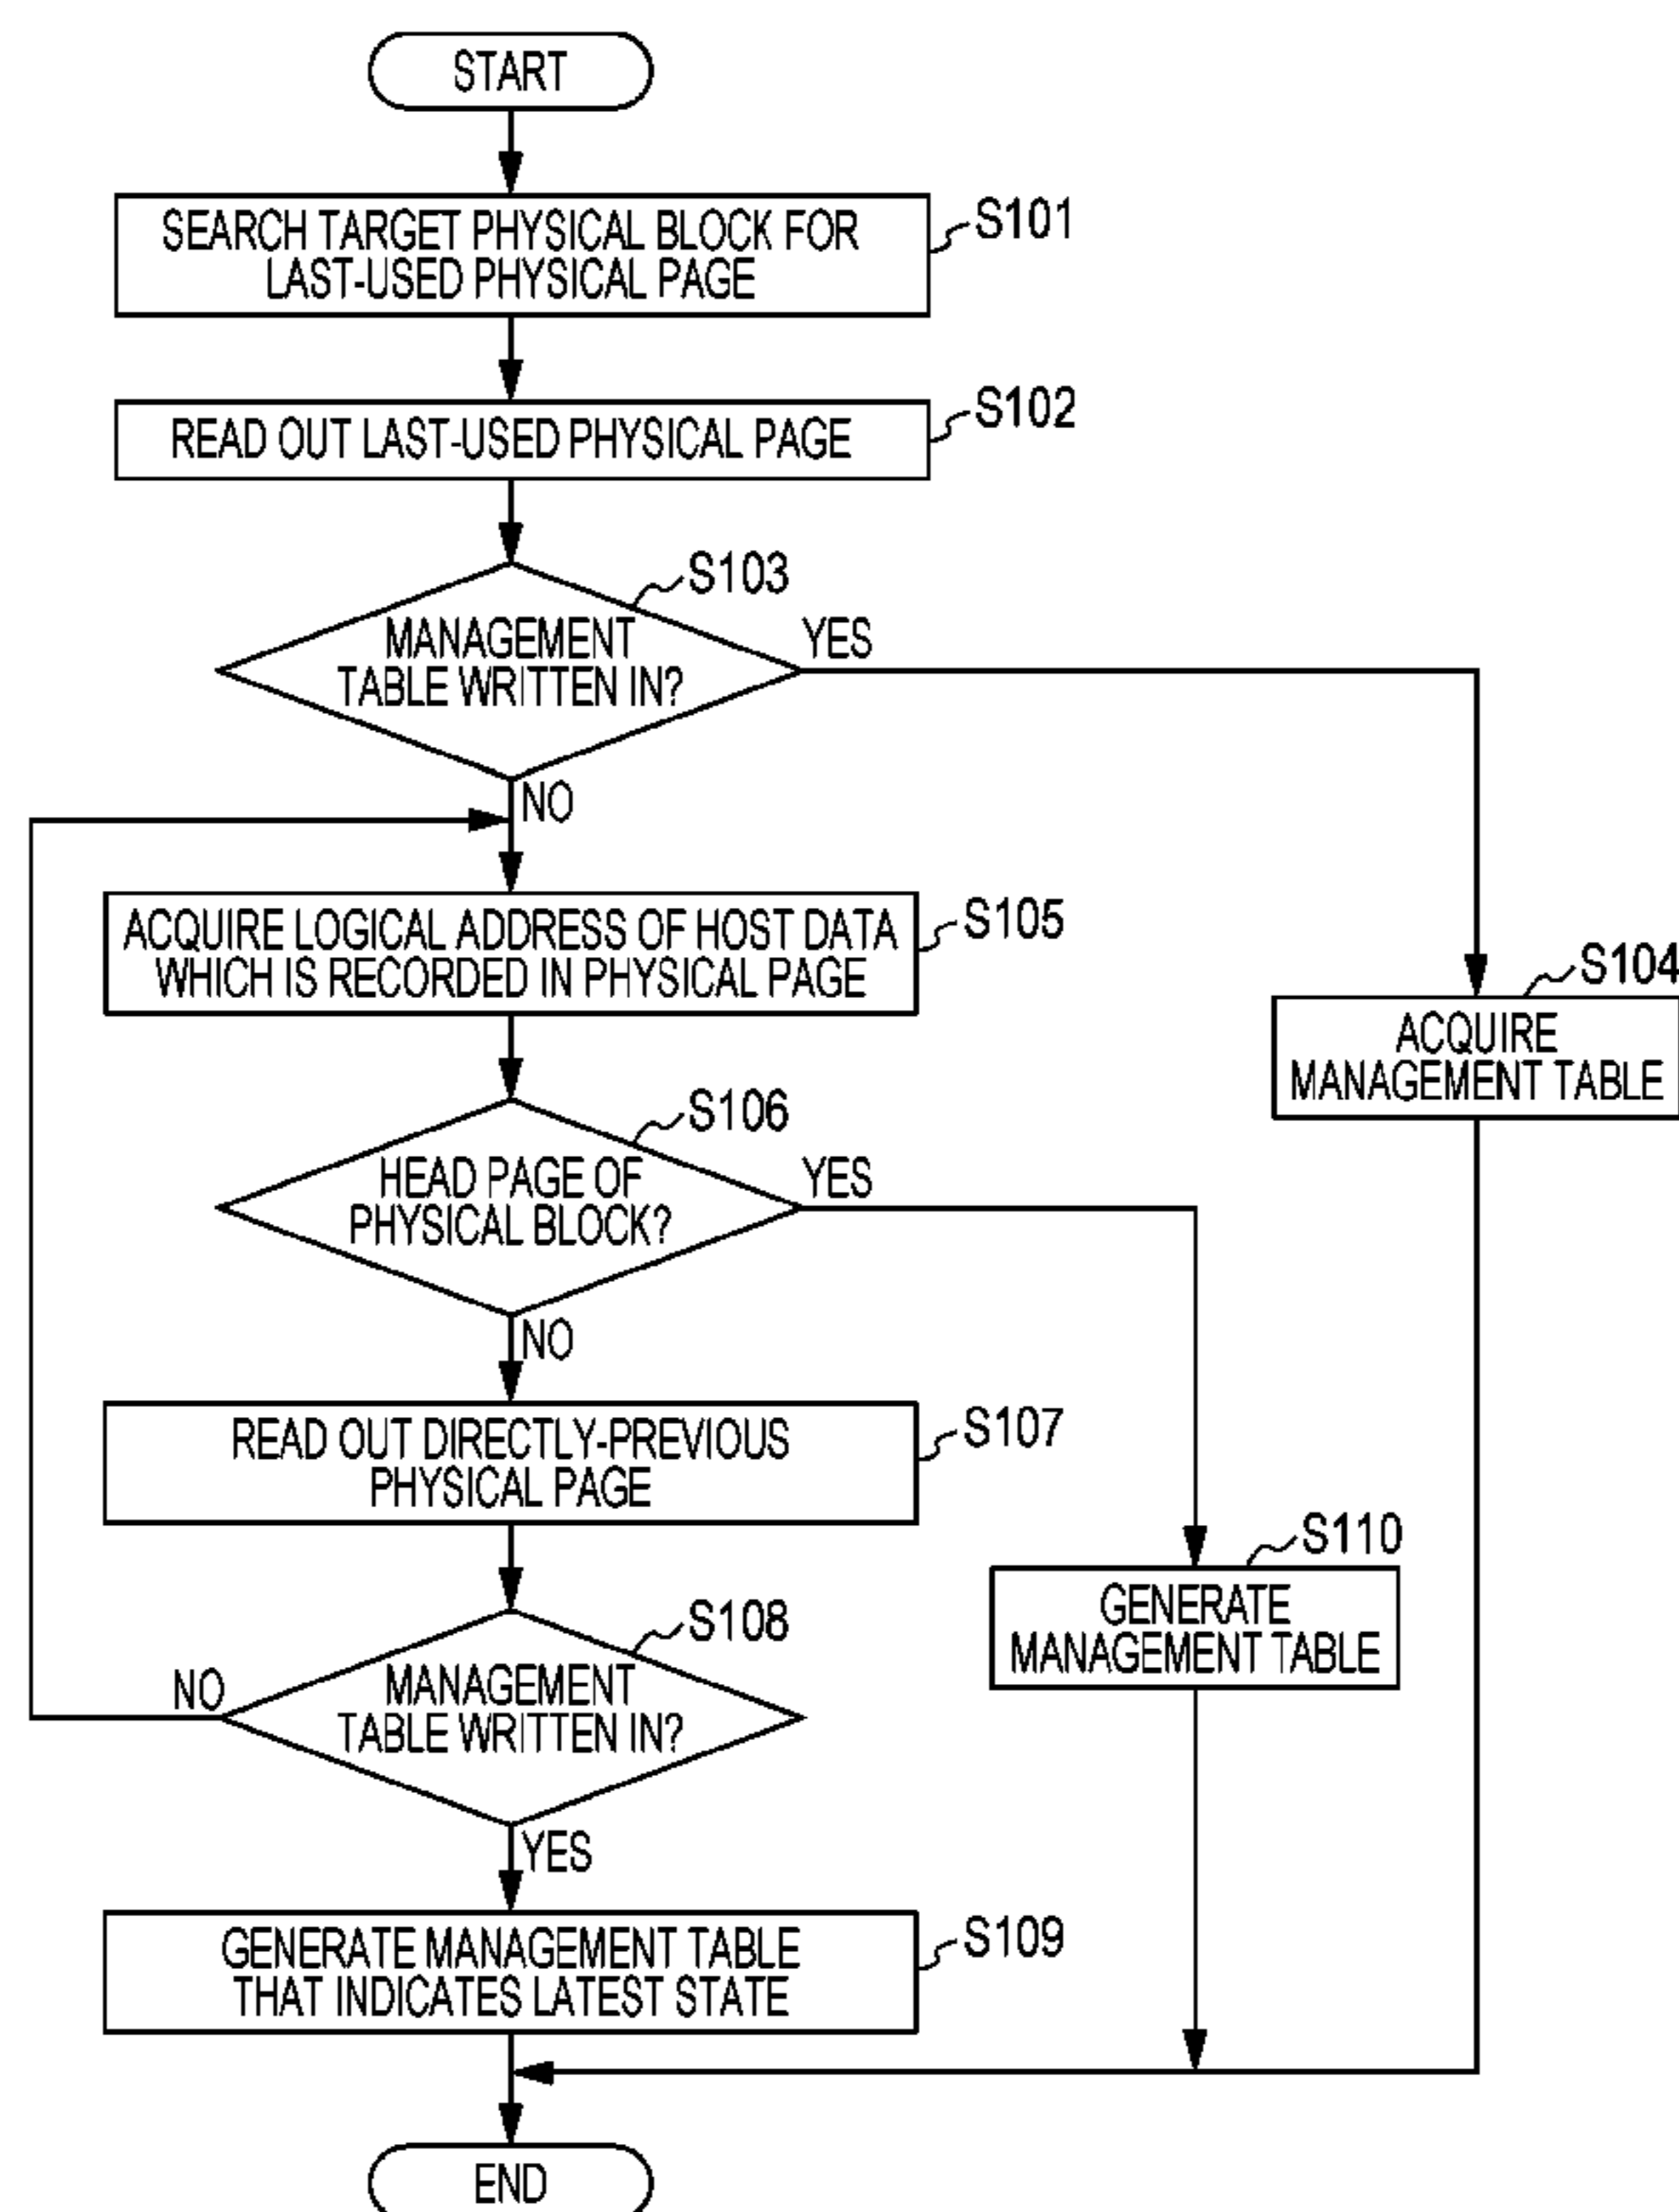 START
SEARCH TARGET PHYSICAL BLOCK FOR
LAST-USED PHYSICAL PAGE
S101
READ OUT LAST-USED PHYSICAL PAGE
S102
S103
MANAGEMENT
TABLE WRITTEN IN?
YES
NO
ACQUIRE LOGICAL ADDRESS OF HOST DATA
WHICH IS RECORDED IN PHYSICAL PAGE
S105
S104
ACQUIRE
MANAGEMENT TABLE
S106
HEAD PAGE OF
PHYSICAL BLOCK?
YES
NO
READ OUT DIRECTLY-PREVIOUS
PHYSICAL PAGE
S107
S110
GENERATE
MANAGEMENT TABLE
S108
MANAGEMENT
TABLE WRITTEN IN?
NO
YES
GENERATE MANAGEMENT TABLE
THAT INDICATES LATEST STATE
S109
END